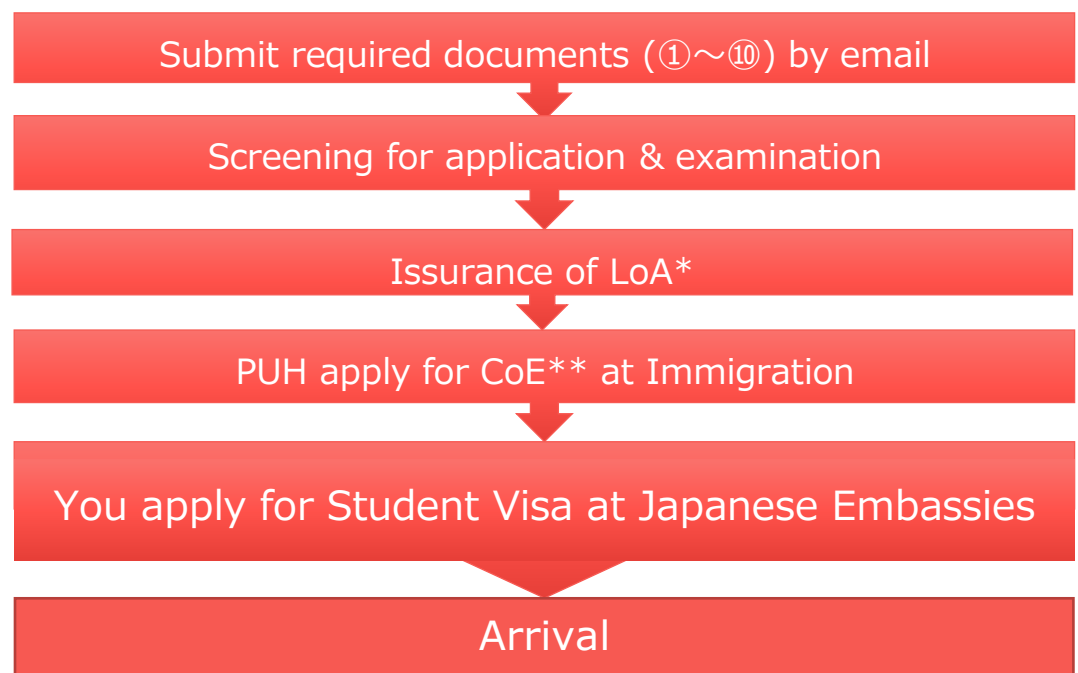 Submit required documents (①～⑩) by email
Screening for application & examination
Issurance of LoA*
PUH apply for CoE** at Immigration
You apply for Student Visa at Japanese Embassies
Arrival